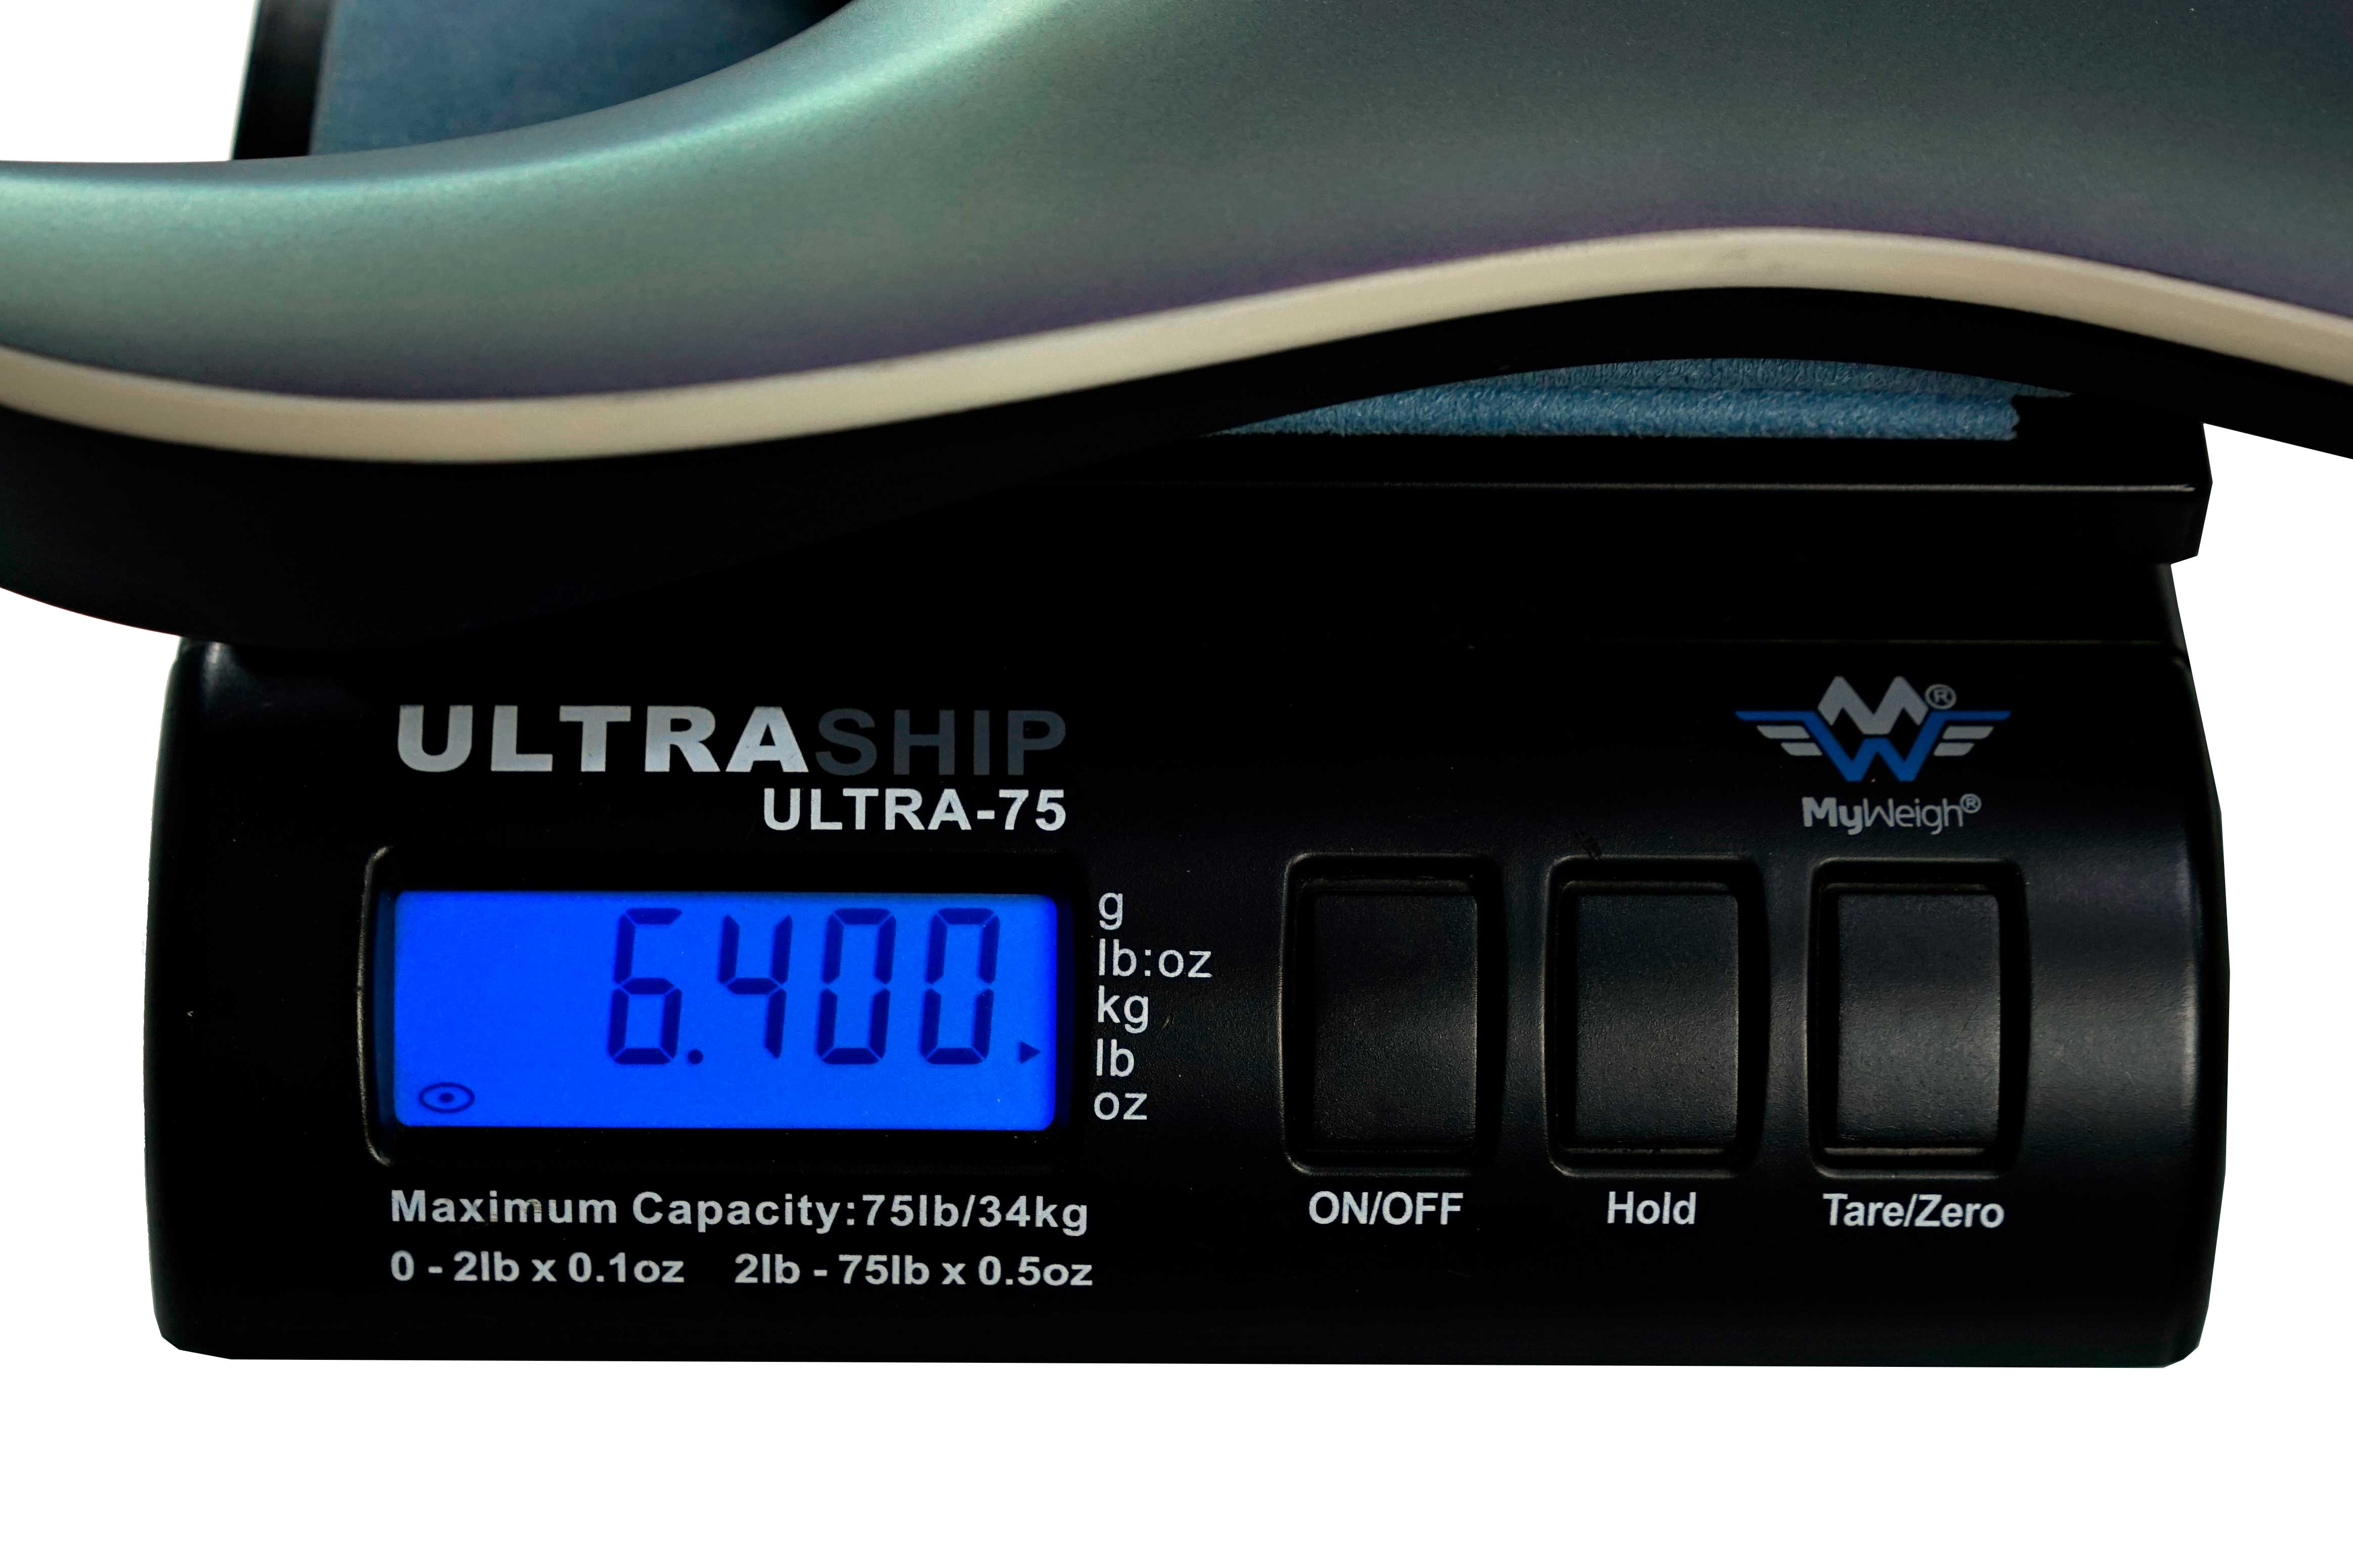 ULTRASHIP
ULTRA-75
MW®
MyWeigh®
6.400
g
lb:oz
kg
lb
oz
Maximum Capacity:75lb/34kg
0 - 2lb x 0.1oz 2lb - 75lb x 0.5oz
ON/OFF
Hold
Tare/Zero